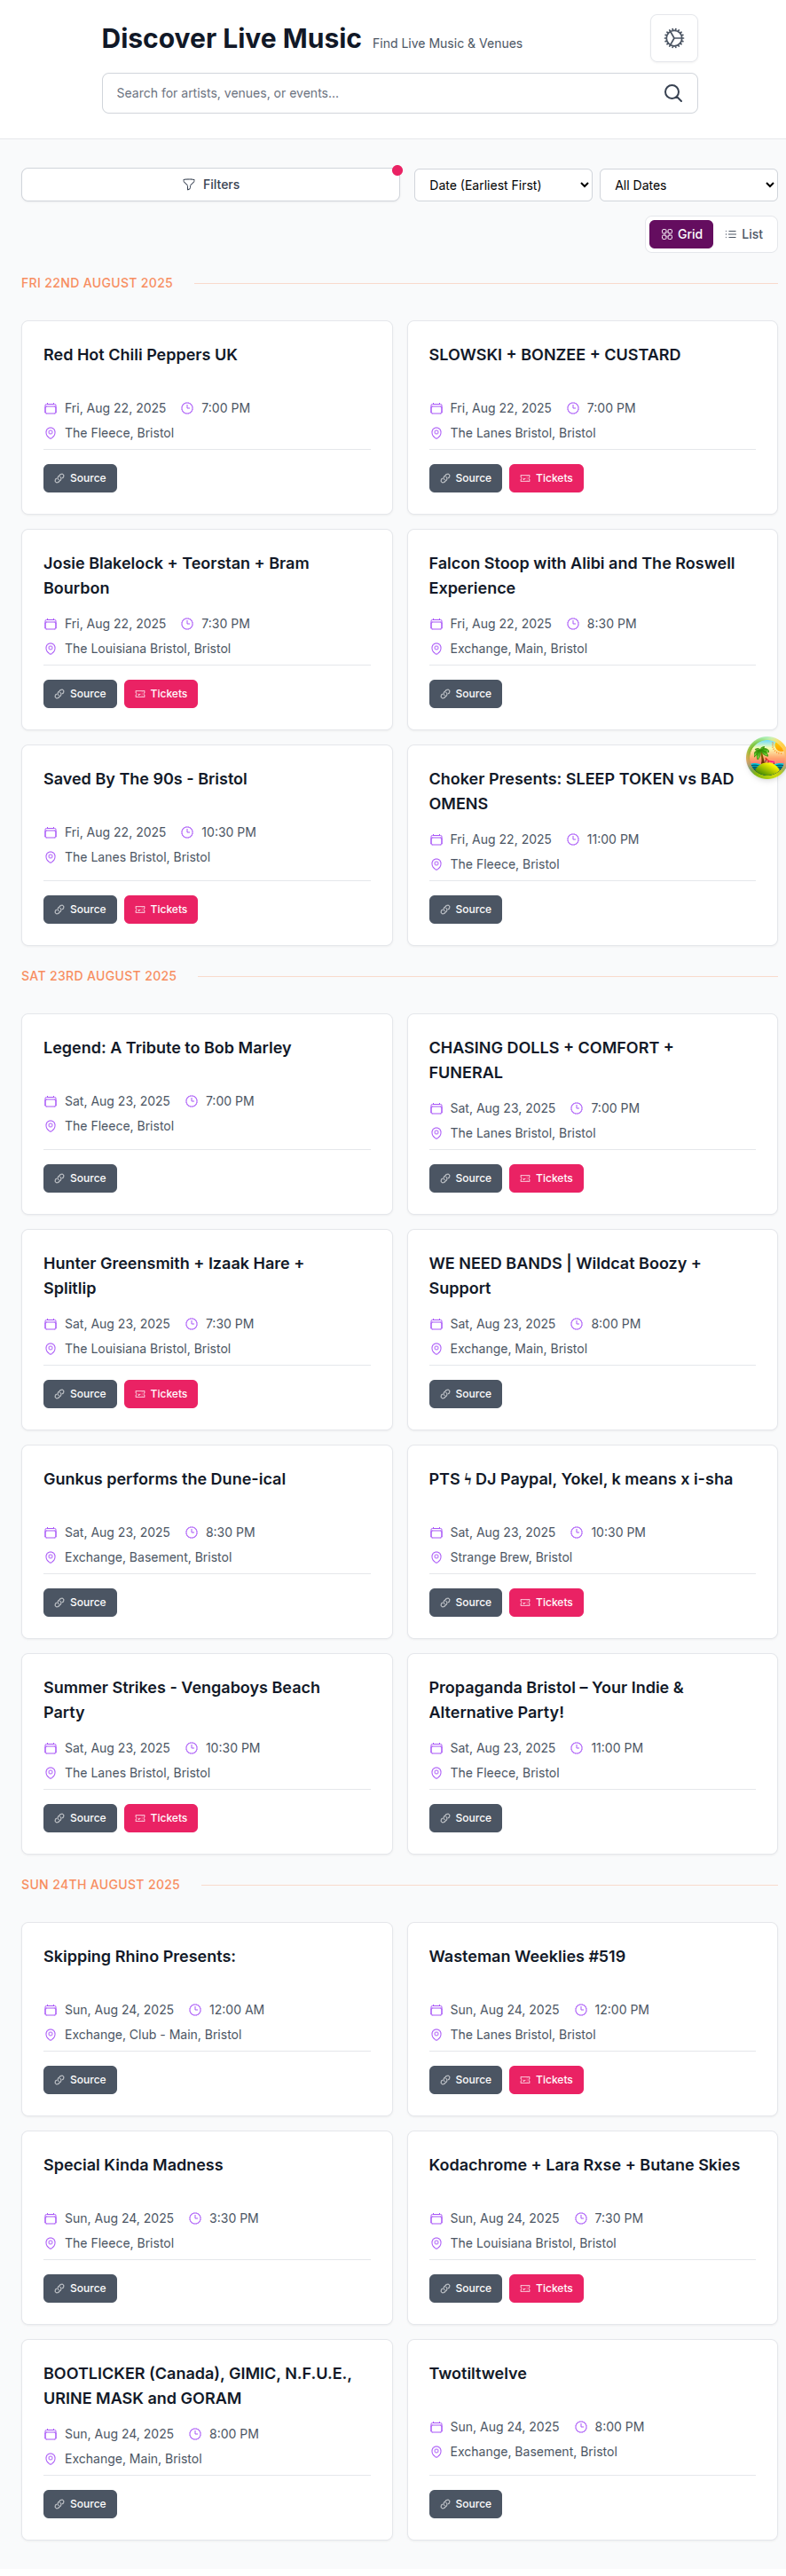 Discover Live Music Find Live Music & Venues
Search for artists, venues, or events...
Filters
Date (Earliest First)
All Dates
Grid
List
FRI 22ND AUGUST 2025
Red Hot Chili Peppers UK
Fri, Aug 22, 2025 7:00 PM
The Fleece, Bristol
Source
SLOWSKI + BONZEE + CUSTARD
Fri, Aug 22, 2025 7:00 PM
The Lanes Bristol, Bristol
Source Tickets
Josie Blakelock + Teorstan + Bram
Bourbon
Fri, Aug 22, 2025 7:30 PM
The Louisiana Bristol, Bristol
Source Tickets
Falcon Stoop with Alibi and The Roswell
Experience
Fri, Aug 22, 2025 8:30 PM
Exchange, Main, Bristol
Source
Saved By The 90s - Bristol
Fri, Aug 22, 2025 10:30 PM
The Lanes Bristol, Bristol
Source Tickets
Choker Presents: SLEEP TOKEN vs BAD
OMENS
Fri, Aug 22, 2025 11:00 PM
The Fleece, Bristol
Source
SAT 23RD AUGUST 2025
Legend: A Tribute to Bob Marley
Sat, Aug 23, 2025 7:00 PM
The Fleece, Bristol
Source
CHASING DOLLS + COMFORT +
FUNERAL
Sat, Aug 23, 2025 7:00 PM
The Lanes Bristol, Bristol
Source Tickets
Hunter Greensmith + Izaak Hare +
Splitlip
Sat, Aug 23, 2025 7:30 PM
The Louisiana Bristol, Bristol
Source Tickets
WE NEED BANDS | Wildcat Boozy +
Support
Sat, Aug 23, 2025 8:00 PM
Exchange, Main, Bristol
Source
Gunkus performs the Dune-ical
Sat, Aug 23, 2025 8:30 PM
Exchange, Basement, Bristol
Source
PTS ϟ DJ Paypal, Yokel, k means x i-sha
Sat, Aug 23, 2025 10:30 PM
Strange Brew, Bristol
Source Tickets
Summer Strikes - Vengaboys Beach
Party
Sat, Aug 23, 2025 10:30 PM
The Lanes Bristol, Bristol
Source Tickets
Propaganda Bristol – Your Indie &
Alternative Party!
Sat, Aug 23, 2025 11:00 PM
The Fleece, Bristol
Source
SUN 24TH AUGUST 2025
Skipping Rhino Presents:
Sun, Aug 24, 2025 12:00 AM
Exchange, Club - Main, Bristol
Source
Wasteman Weeklies #519
Sun, Aug 24, 2025 12:00 PM
The Lanes Bristol, Bristol
Source Tickets
Special Kinda Madness
Sun, Aug 24, 2025 3:30 PM
The Fleece, Bristol
Source
Kodachrome + Lara Rxse + Butane Skies
Sun, Aug 24, 2025 7:30 PM
The Louisiana Bristol, Bristol
Source Tickets
BOOTLICKER (Canada), GIMIC, N.F.U.E.,
URINE MASK and GORAM
Sun, Aug 24, 2025 8:00 PM
Exchange, Main, Bristol
Source
Twotiltwelve
Sun, Aug 24, 2025 8:00 PM
Exchange, Basement, Bristol
Source